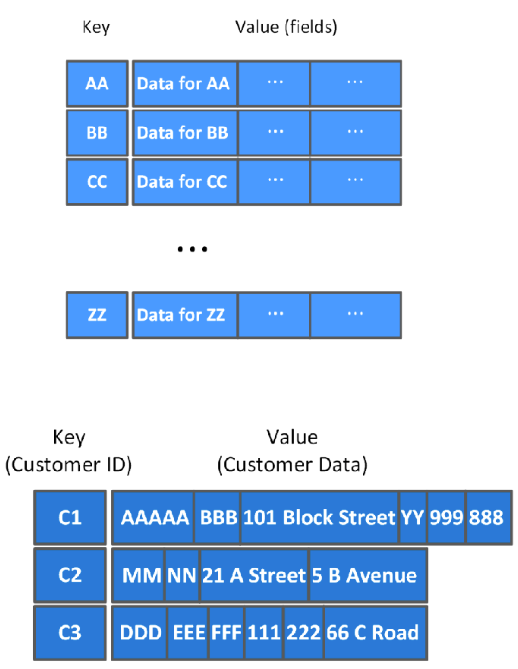 Key Value (fields)
AA Data for AA ... ...
BB Data for BB ... ...
CC Data for CC ... ...
...
ZZ Data for ZZ ... ...
Key Value
(Customer ID) (Customer Data)
C1 AAAAA BBB 101 Block Street YY 999 888
C2 MM NN 21 A Street 5 B Avenue
C3 DDD EEE FFF 111 222 66 C Road